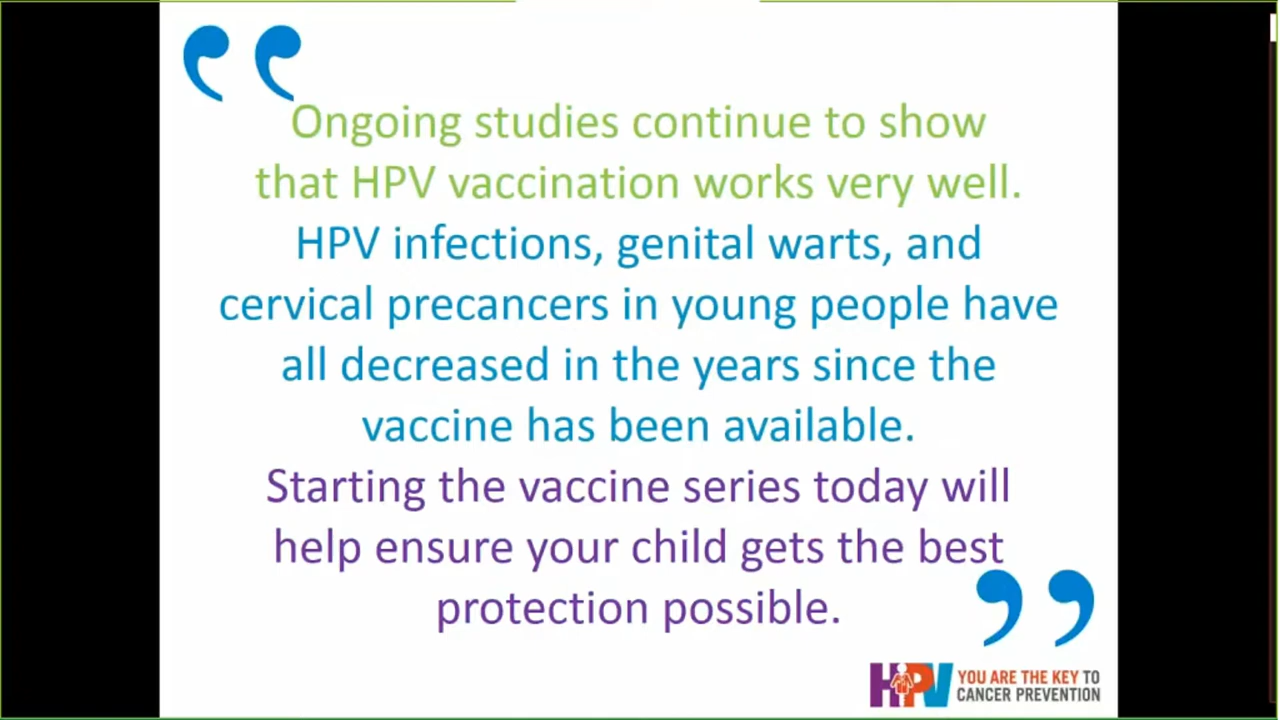 “
Ongoing studies continue to show
that HPV vaccination works very well.
HPV infections, genital warts, and
cervical precancers in young people have
all decreased in the years since the
vaccine has been available.
Starting the vaccine series today will
help ensure your child gets the best
protection possible.
”
HPV YOU ARE THE KEY TO
CANCER PREVENTION